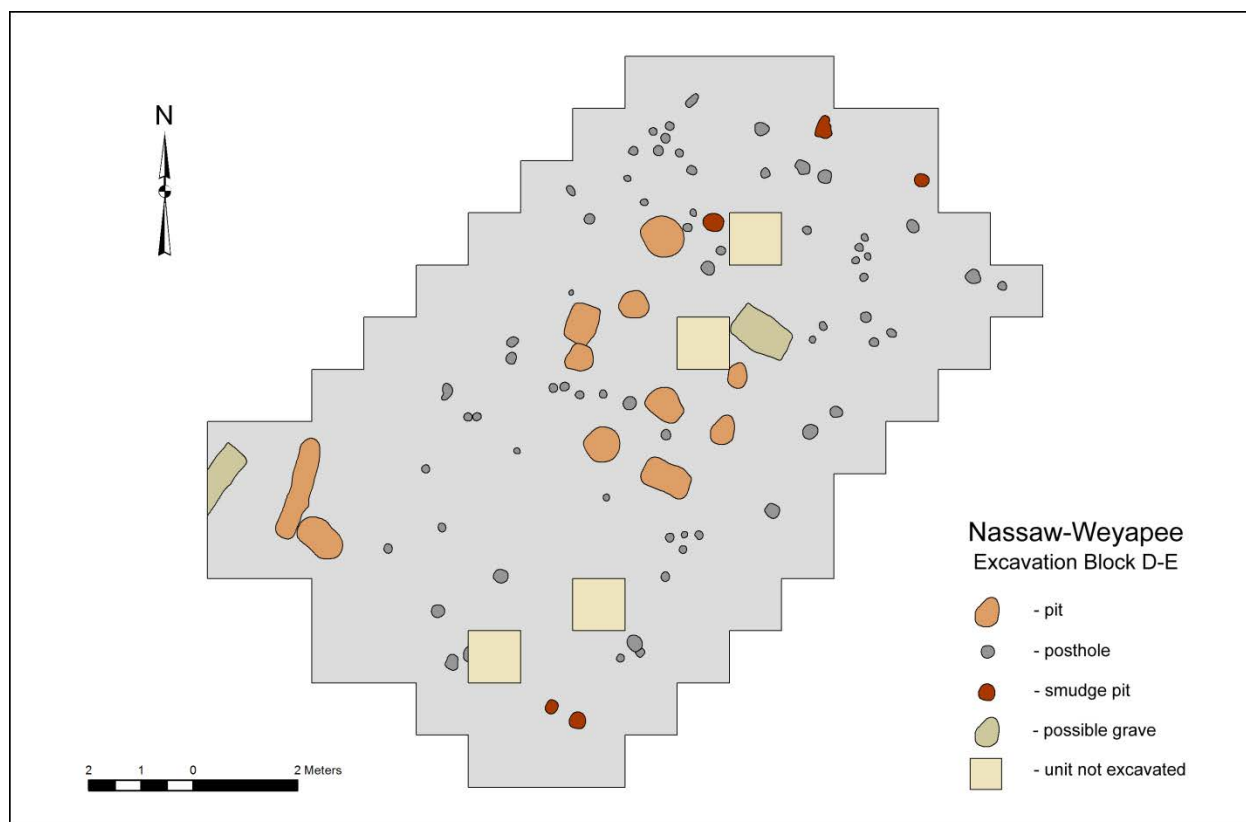 N
Nassaw-Weyapee
Excavation Block D-E
- pit
- posthole
- smudge pit
- possible grave
- unit not excavated
2 1 0 2 Meters